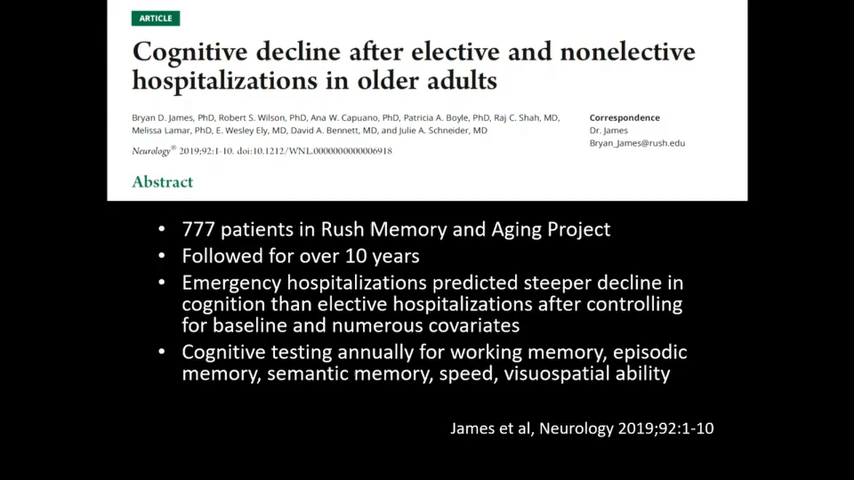 ARTICLE
Cognitive decline after elective and nonelective
hospitalizations in older adults
Bryan D. James, PhD, Robert S. Wilson, PhD, Ana W. Capuano, PhD, Patricia A. Boyle, PhD, Raj C. Shah, MD,
Melissa Lamar, PhD, E. Wesley Ely, MD, David A. Bennett, MD, and Julie A. Schneider, MD
Correspondence
Dr. James
Bryan_James@rush.edu
Neurology® 2019;92:1-10. doi:10.1212/WNL.0000000000006918
Abstract
• 777 patients in Rush Memory and Aging Project
• Followed for over 10 years
• Emergency hospitalizations predicted steeper decline in
cognition than elective hospitalizations after controlling
for baseline and numerous covariates
• Cognitive testing annually for working memory, episodic
memory, semantic memory, speed, visuospatial ability
James et al, Neurology 2019;92:1-10